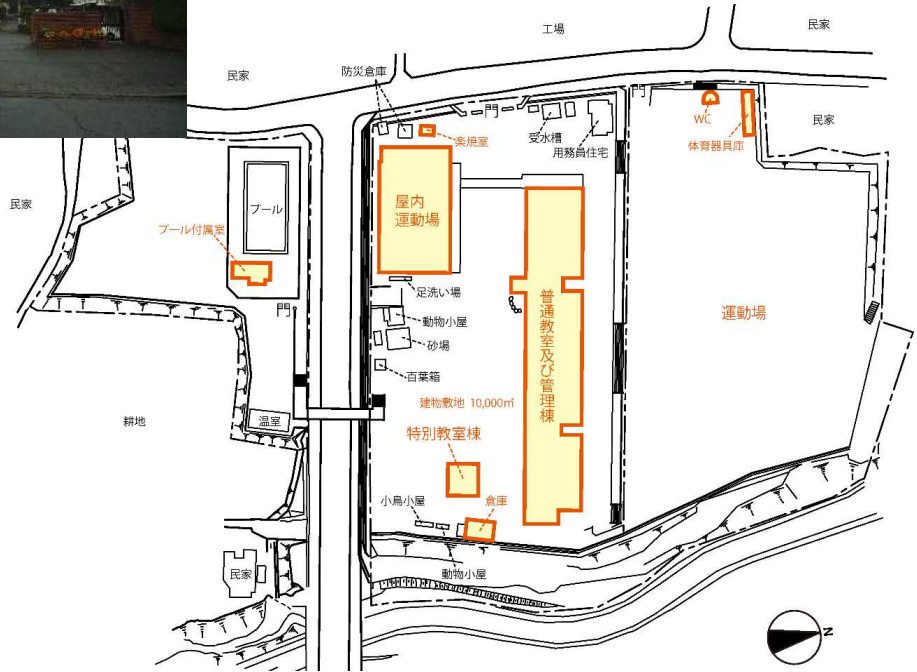 工場
民家
民家
防災倉庫
門
門
WC
受水槽
用務員住宅
楽焼室
体育器具庫
民家
民家
プール
屋内
運動場
プール付属室
足洗い場
門
動物小屋
砂場
百葉箱
普通教室及び管理棟
運動場
建物敷地 10,000㎡
耕地
温室
特別教室棟
小鳥小屋
倉庫
民家
動物小屋
N